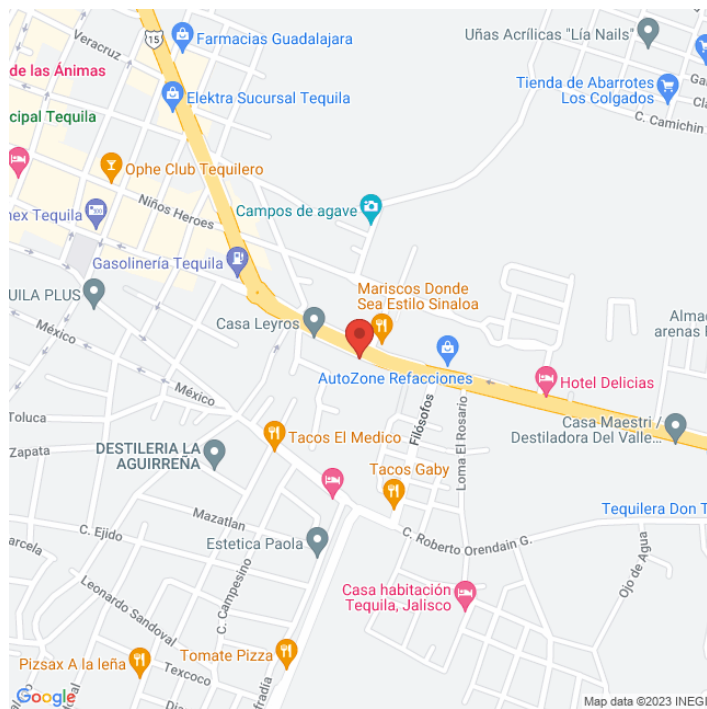 Veracruz
15
Farmacias Guadalajara
Uñas Acrílicas "Lía Nails"
de las Ánimas
Elektra Sucursal Tequila
Tienda de Abarrotes
Los Colgados
C. Camichin
cipal Tequila
Ophe Club Tequilero
Niños Heroes
Campos de agave
nex Tequila
Gasolinería Tequila
UILA PLUS
Mariscos Donde
Sea Estilo Sinaloa
Casa Leyros
México
AutoZone Refacciones
Hotel Delicias
México
Toluca
Zapata
Tacos El Medico
Filósofos
Loma El Rosario
Casa Maestri /
Destiladora Del Valle...
DESTILERIA LA
AGUIRREÑA
Tacos Gaby
Mazatlan
Tequilera Don T
C. Ejido
Estetica Paola
C. Roberto Orendain G.
Ojo de Agua
Leonardo Sandoval
C. Campesino
Casa habitación
Tequila, Jalisco
Tomate Pizza
Pizsax A la leña
Texcoco
Google
Map data ©2023 INEGI